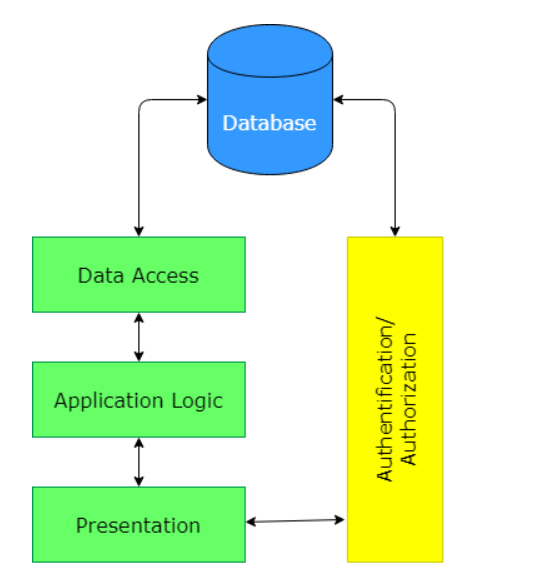 Database
Data Access
Application Logic
Presentation
Authentification/
Authorization